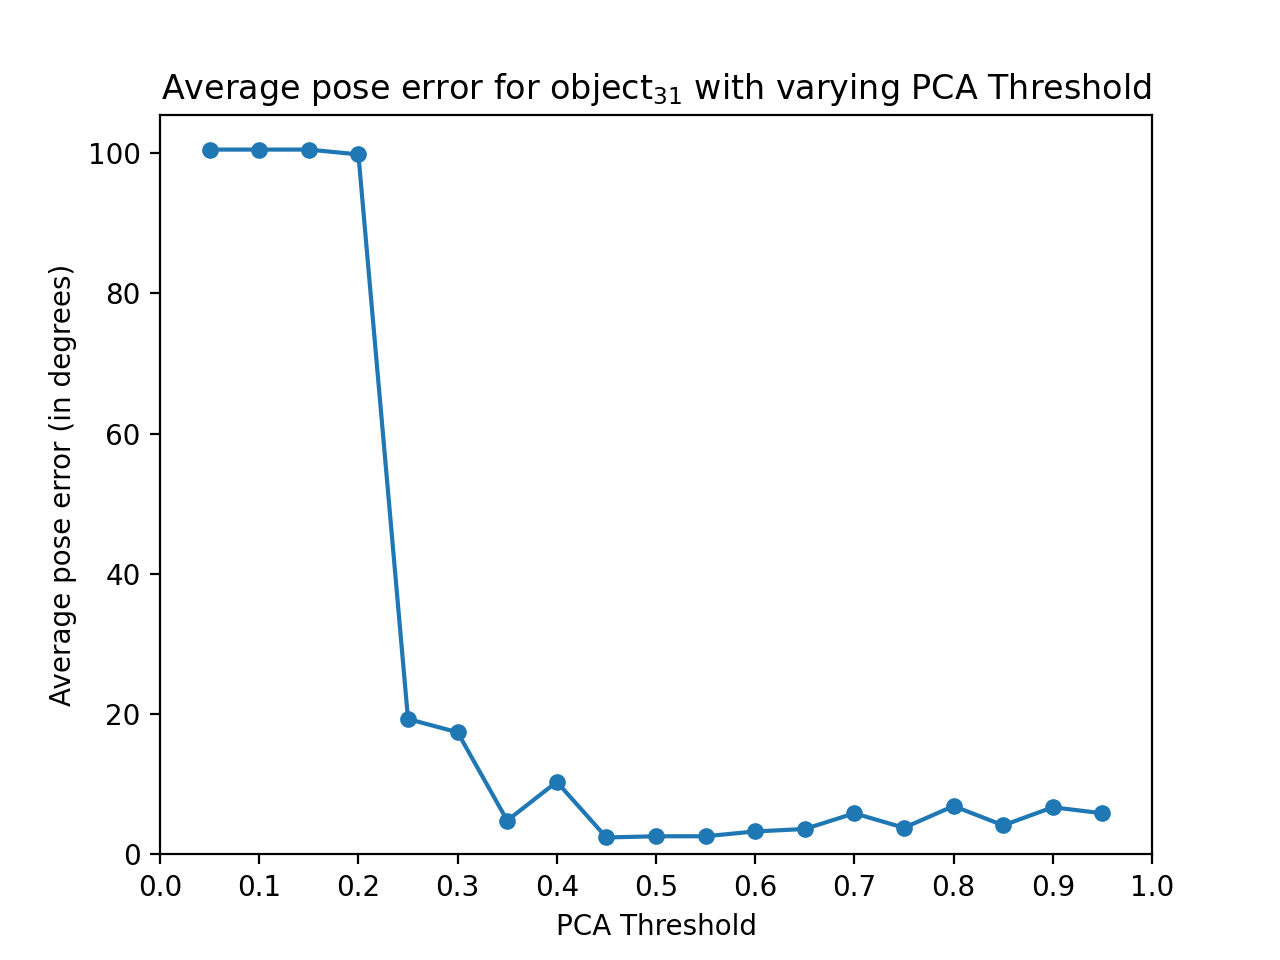 Average pose error for object₃₁ with varying PCA Threshold
Average pose error (in degrees)
100
80
60
40
20
0
0.0 0.1 0.2 0.3 0.4 0.5 0.6 0.7 0.8 0.9 1.0
PCA Threshold